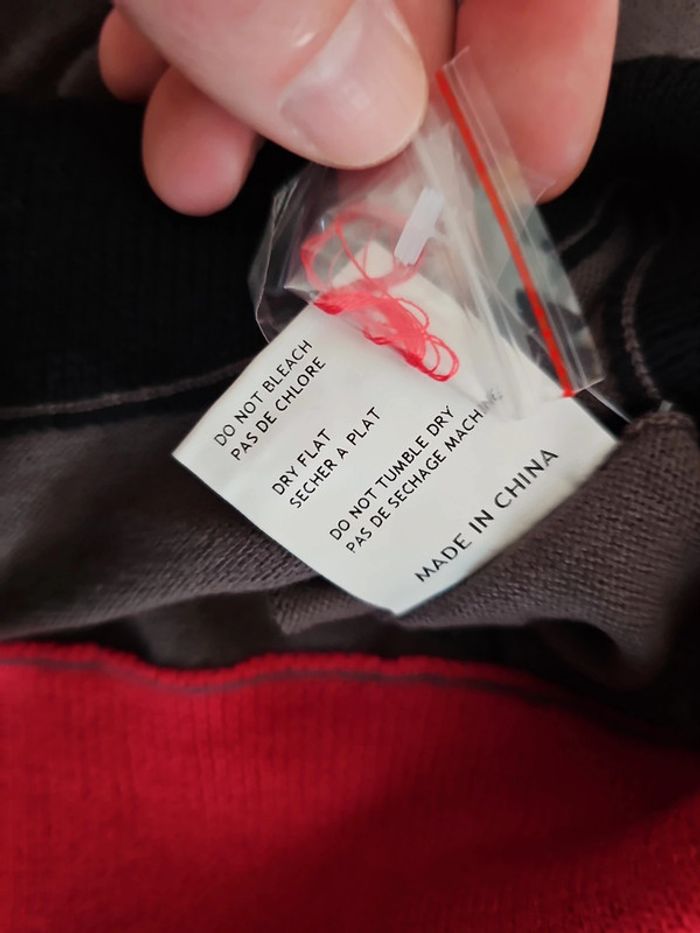 DO NOT BLEACH
PAS DE CHLORE
DRY FLAT
SECHER A PLAT
DO NOT TUMBLE DRY
PAS DE SECHAGE MACHINE
MADE IN CHINA